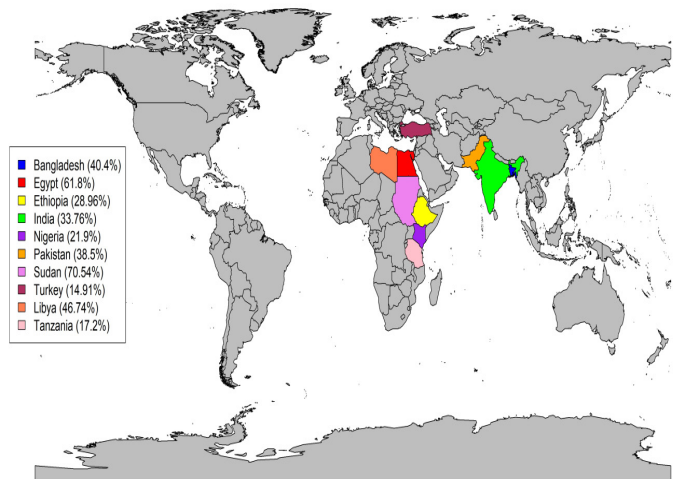 Bangladesh (40.4%)
Egypt (61.8%)
Ethiopia (28.96%)
India (33.76%)
Nigeria (21.9%)
Pakistan (38.5%)
Sudan (70.54%)
Turkey (14.91%)
Libya (46.74%)
Tanzania (17.2%)